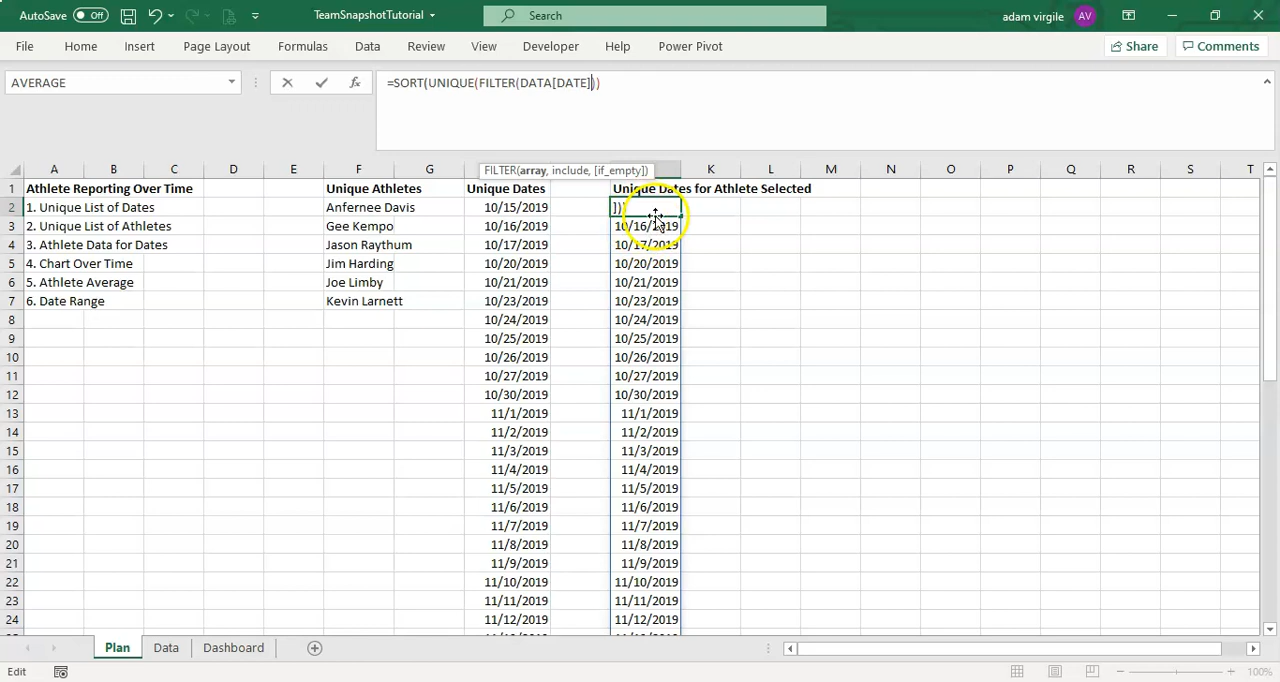 AutoSave Off TeamSnapshotTutorial Search adam virgile AV
File Home Insert Page Layout Formulas Data Review View Developer Help Power Pivot Share Comments
AVERAGE fx =SORT(UNIQUE(FILTER(DATA[DATE]))
FILTER(array, include, [if_empty])
A B C D E F G K L M N O P Q R S T
1 Athlete Reporting Over Time Unique Athletes Unique Dates Unique Dates for Athlete Selected
2 1. Unique List of Dates Anfernee Davis 10/15/2019 ]))
3 2. Unique List of Athletes Gee Kempo 10/16/2019 10/16/2019
4 3. Athlete Data for Dates Jason Raythum 10/17/2019 10/17/2019
5 4. Chart Over Time Jim Harding 10/20/2019 10/20/2019
6 5. Athlete Average Joe Limby 10/21/2019 10/21/2019
7 6. Date Range Kevin Larnett 10/23/2019 10/23/2019
8 10/24/2019 10/24/2019
9 10/25/2019 10/25/2019
10 10/26/2019 10/26/2019
11 10/27/2019 10/27/2019
12 10/30/2019 10/30/2019
13 11/1/2019 11/1/2019
14 11/2/2019 11/2/2019
15 11/3/2019 11/3/2019
16 11/4/2019 11/4/2019
17 11/5/2019 11/5/2019
18 11/6/2019 11/6/2019
19 11/7/2019 11/7/2019
20 11/8/2019 11/8/2019
21 11/9/2019 11/9/2019
22 11/10/2019 11/10/2019
23 11/11/2019 11/11/2019
24 11/12/2019 11/12/2019
Plan Data Dashboard
Edit 100%